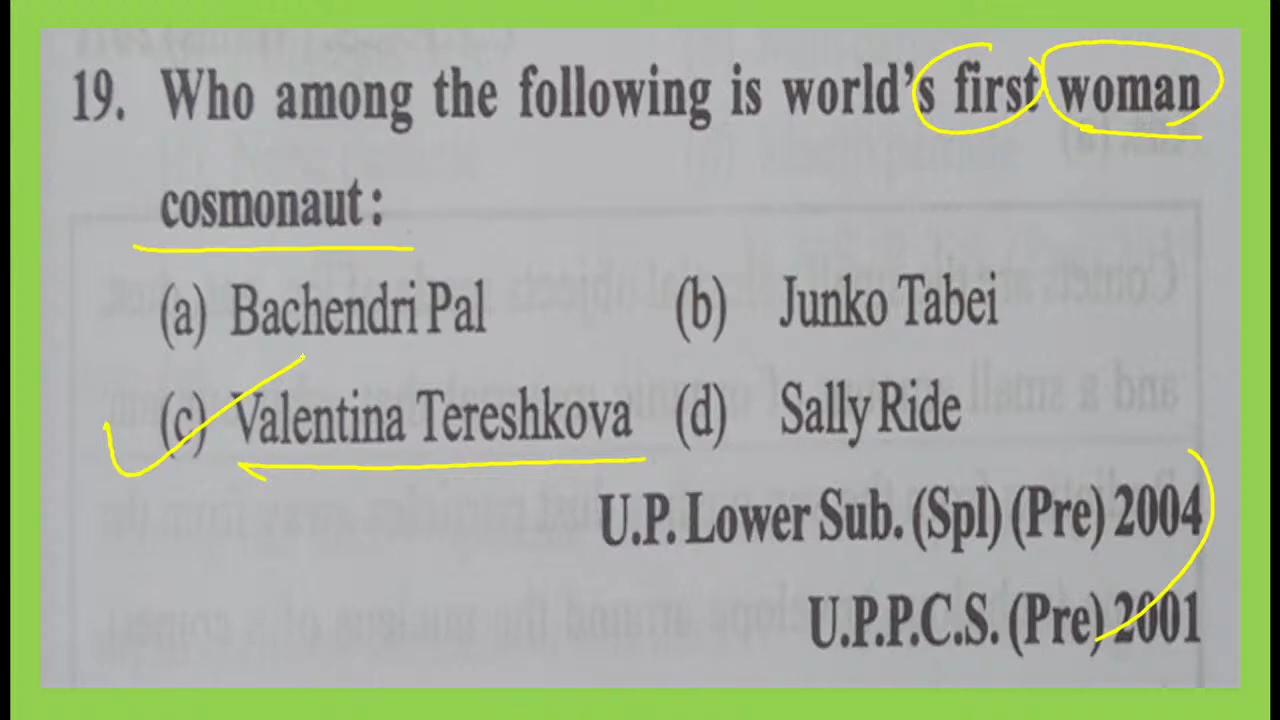 19. Who among the following is world's first woman
cosmonaut :
(a) Bachendri Pal (b) Junko Tabei
(c) Valentina Tereshkova (d) Sally Ride
U.P. Lower Sub. (Spl) (Pre) 2004
U.P.P.C.S. (Pre) 2001